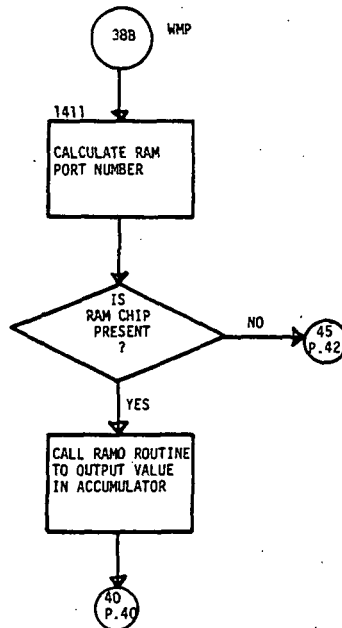 38B
WMP
1411
CALCULATE RAM
PORT NUMBER
IS
RAM CHIP
PRESENT
?
NO
45
P.42
YES
CALL RAMO ROUTINE
TO OUTPUT VALUE
IN ACCUMULATOR
40
P.40